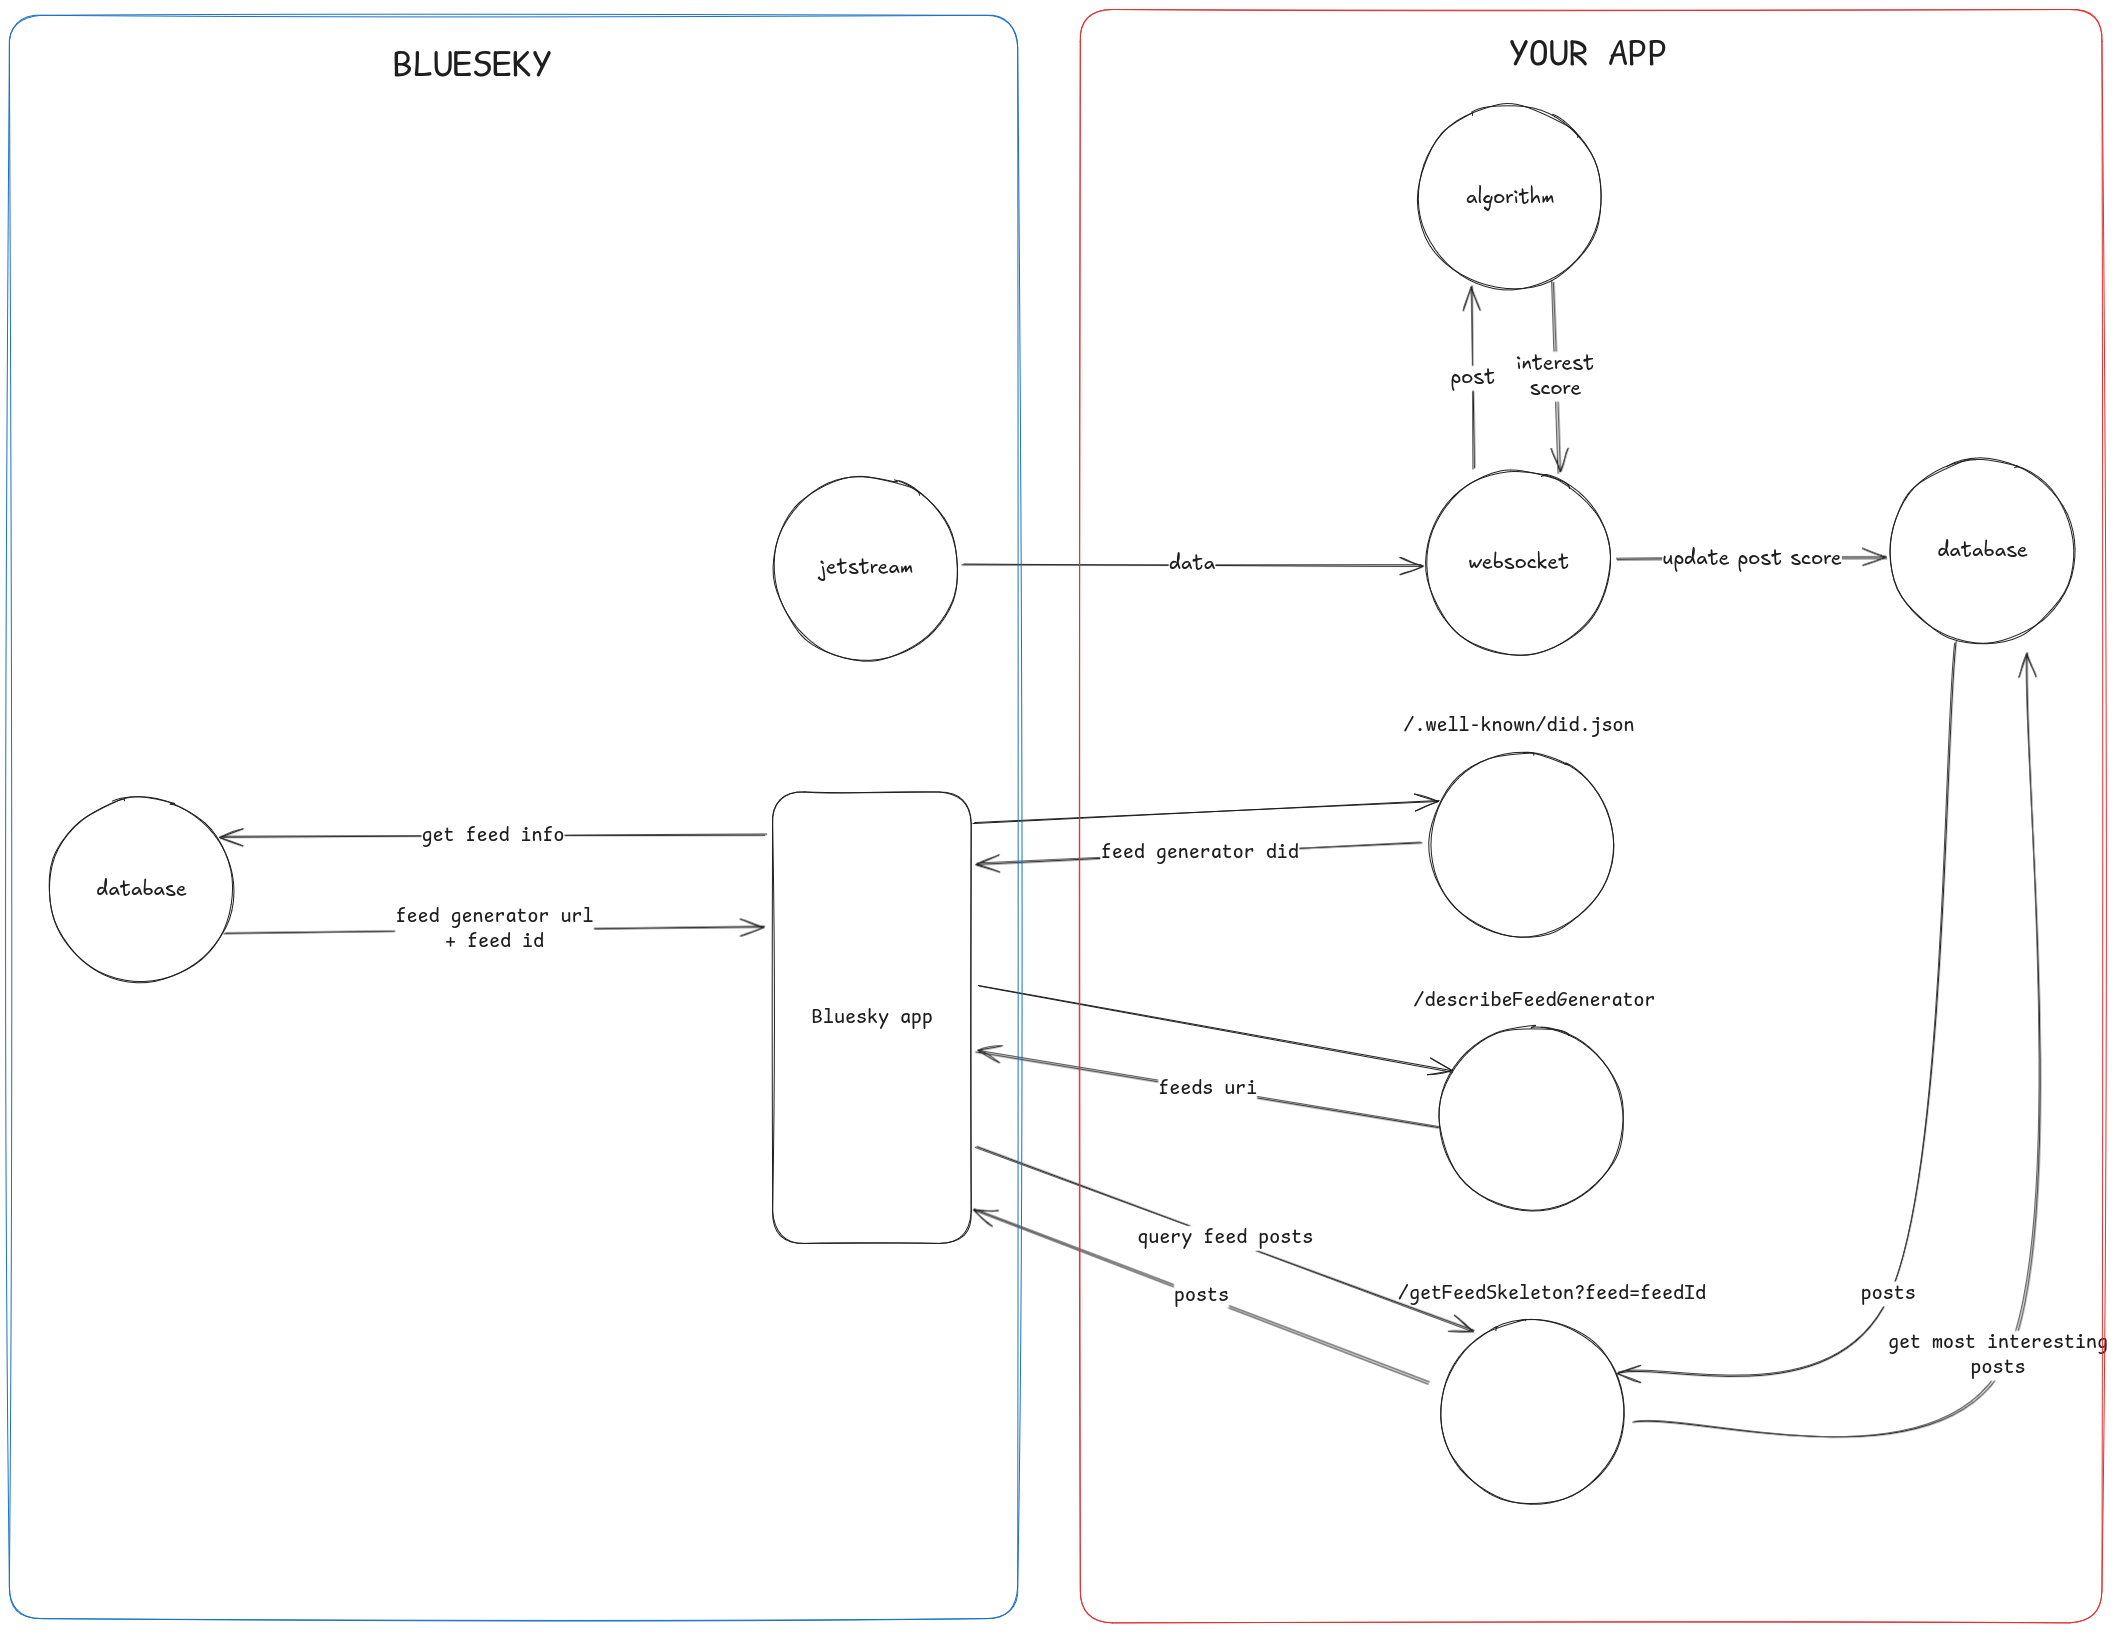 BLUESEKY
YOUR APP
algorithm
post
interest
score
jetstream
data
websocket
update post score
database
/.well-known/did.json
get feed info
feed generator did
database
feed generator url
+ feed id
Bluesky app
/describeFeedGenerator
feeds uri
query feed posts
posts
/getFeedSkeleton?feed=feedId
posts
get most interesting
posts